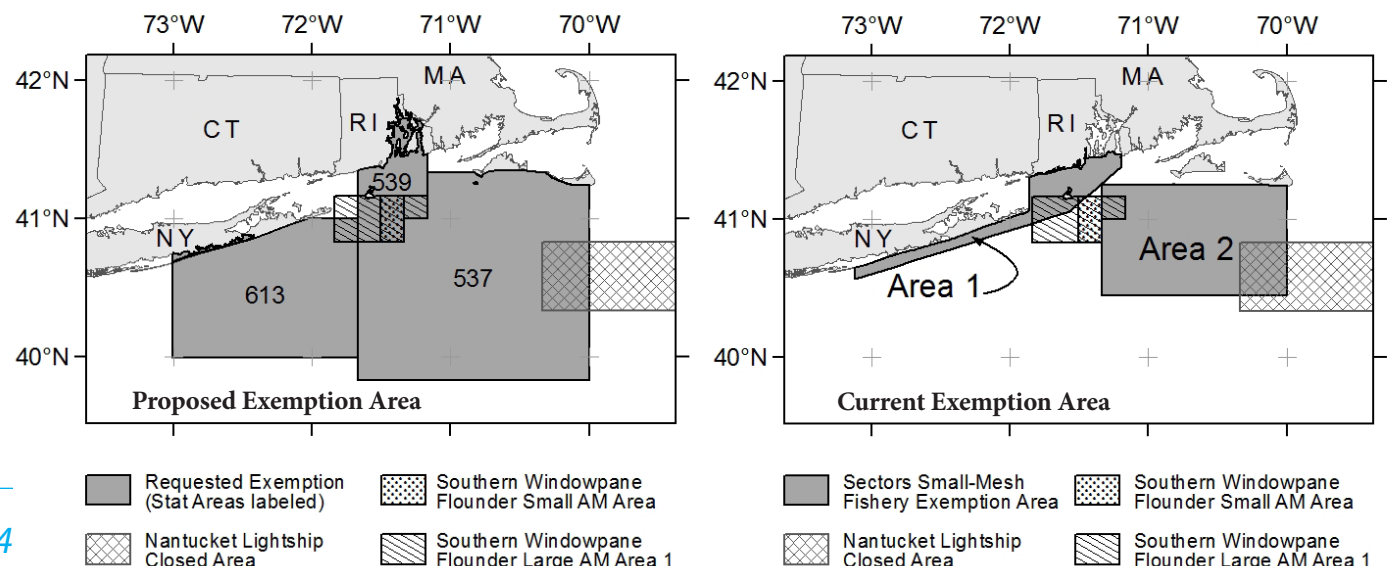 73°W 72°W 71°W 70°W
42°N
41°N
40°N
MA
RI
CT
539
NY
613
537
Proposed Exemption Area
Requested Exemption
(Stat Areas labeled)
Nantucket Lightship
Closed Area
Southern Windowpane
Flounder Small AM Area
Southern Windowpane
Flounder Large AM Area 1
73°W 72°W 71°W 70°W
42°N
41°N
40°N
MA
RI
CT
NY
Area 2
Area 1
Current Exemption Area
Sectors Small-Mesh
Fishery Exemption Area
Nantucket Lightship
Closed Area
Southern Windowpane
Flounder Small AM Area
Southern Windowpane
Flounder Large AM Area 1
4